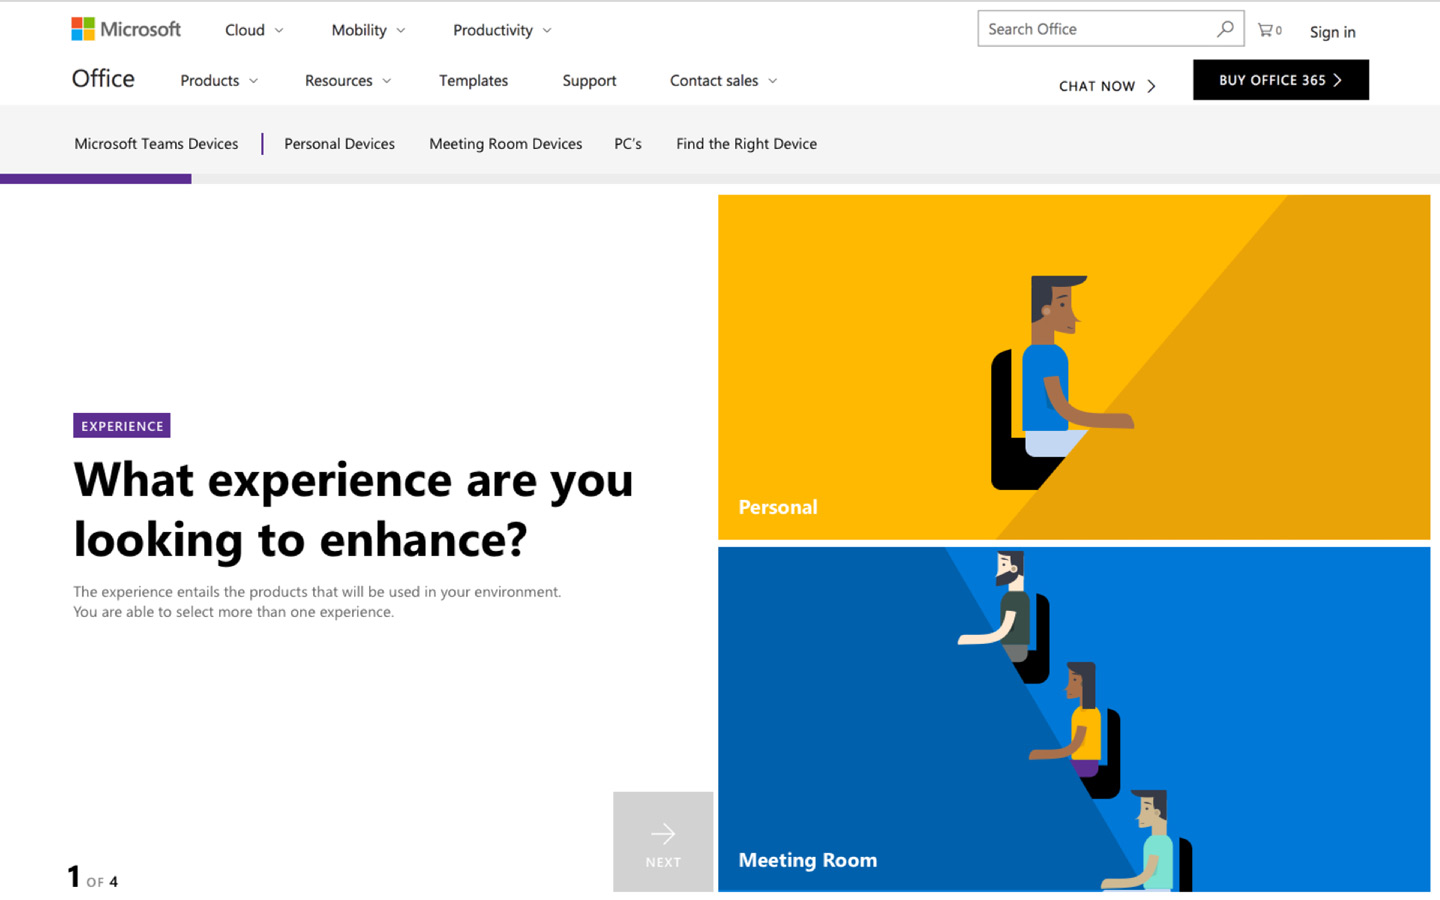 Microsoft Cloud Mobility Productivity Search Office 0 Sign in
Office Products Resources Templates Support Contact sales CHAT NOW BUY OFFICE 365
Microsoft Teams Devices Personal Devices Meeting Room Devices PC's Find the Right Device
EXPERIENCE
What experience are you
looking to enhance?
The experience entails the products that will be used in your environment.
You are able to select more than one experience.
1 OF 4
NEXT
Personal
Meeting Room